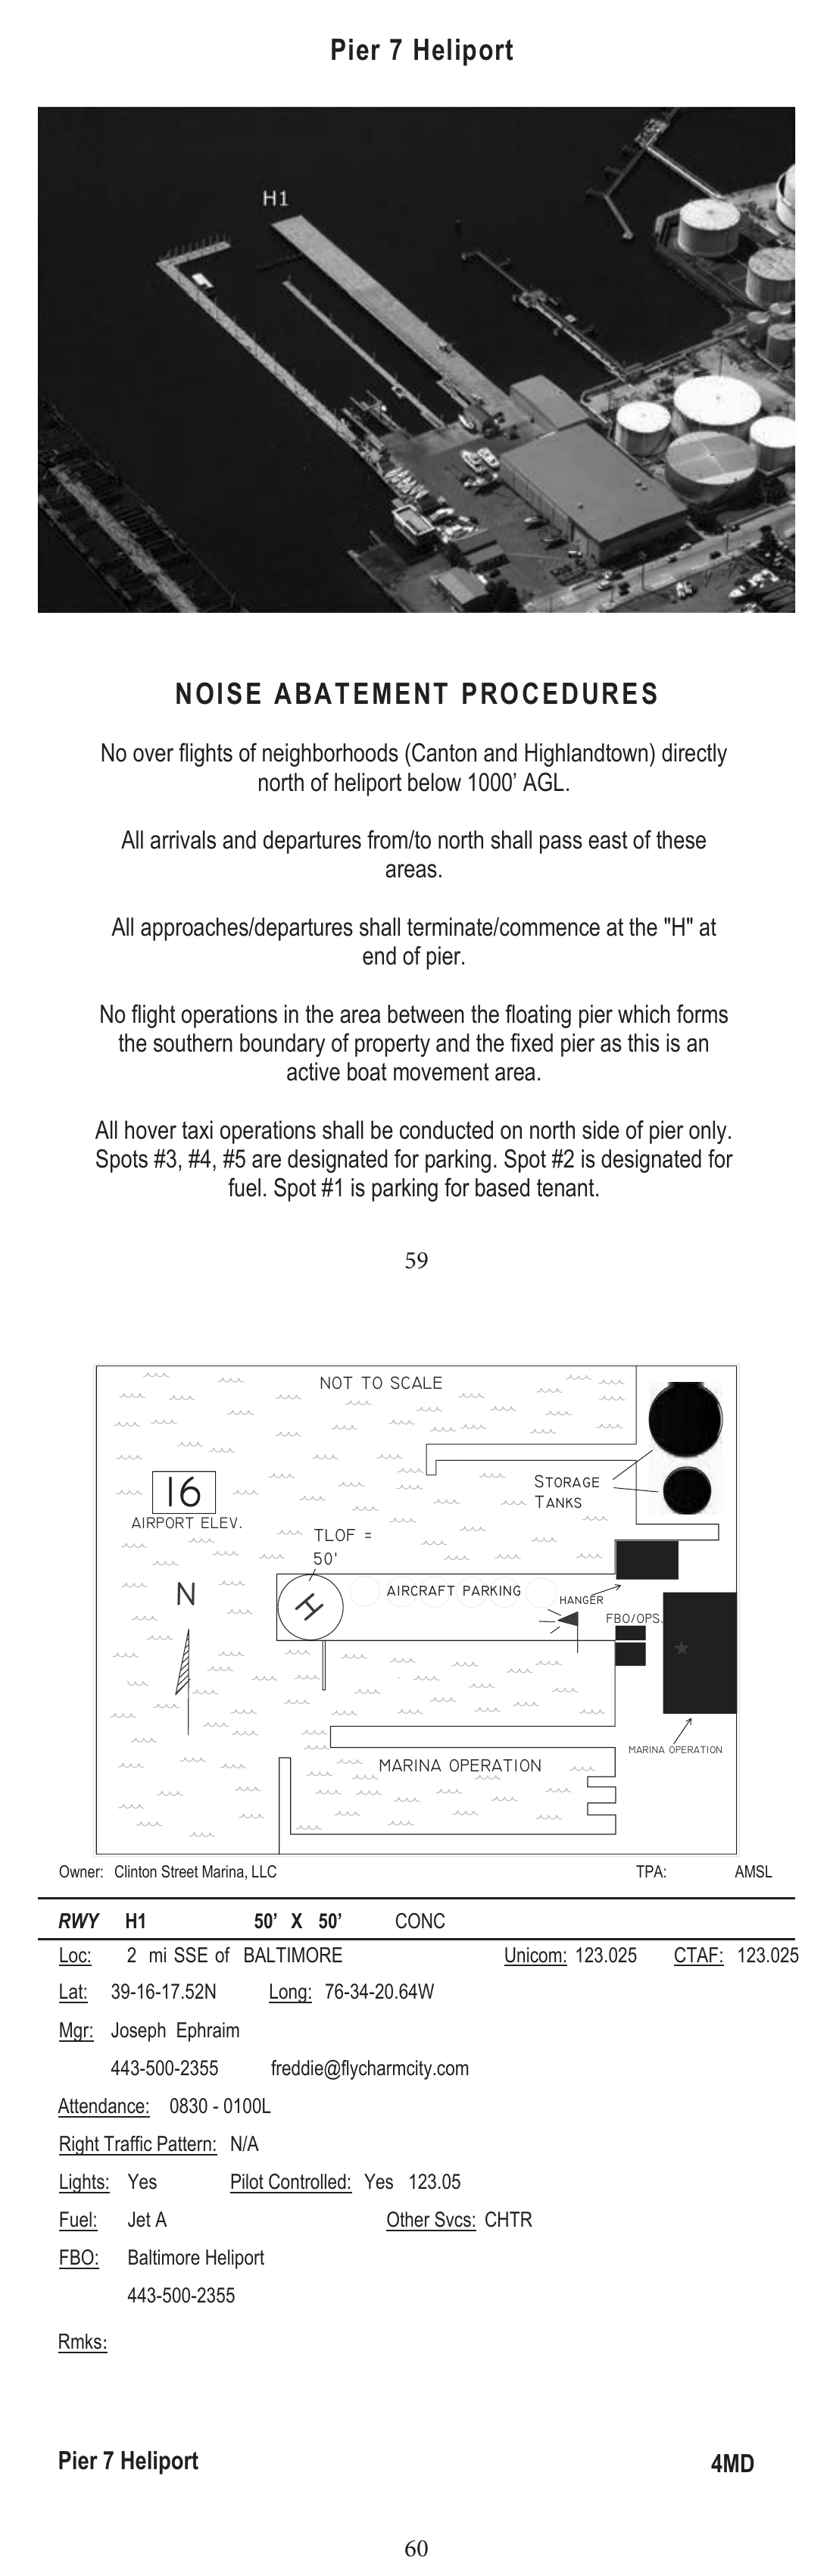 Pier 7 Heliport
H1
NOISE ABATEMENT PROCEDURES
No over flights of neighborhoods (Canton and Highlandtown) directly
north of heliport below 1000’ AGL.
All arrivals and departures from/to north shall pass east of these
areas.
All approaches/departures shall terminate/commence at the "H" at
end of pier.
No flight operations in the area between the floating pier which forms
the southern boundary of property and the fixed pier as this is an
active boat movement area.
All hover taxi operations shall be conducted on north side of pier only.
Spots #3, #4, #5 are designated for parking. Spot #2 is designated for
fuel. Spot #1 is parking for based tenant.
59
NOT TO SCALE
STORAGE
TANKS
16
AIRPORT ELEV.
TLOF =
50'
N
H
AIRCRAFT PARKING
HANGER
FBO/OPS.
MARINA OPERATION
MARINA OPERATION
Owner: Clinton Street Marina, LLC TPA: AMSL
RWY H1 50’ X 50’ CONC
Loc: 2 mi SSE of BALTIMORE Unicom: 123.025 CTAF: 123.025
Lat: 39-16-17.52N Long: 76-34-20.64W
Mgr: Joseph Ephraim
443-500-2355 freddie@flycharmcity.com
Attendance: 0830 - 0100L
Right Traffic Pattern: N/A
Lights: Yes Pilot Controlled: Yes 123.05
Fuel: Jet A Other Svcs: CHTR
FBO: Baltimore Heliport
443-500-2355
Rmks:
Pier 7 Heliport 4MD
60